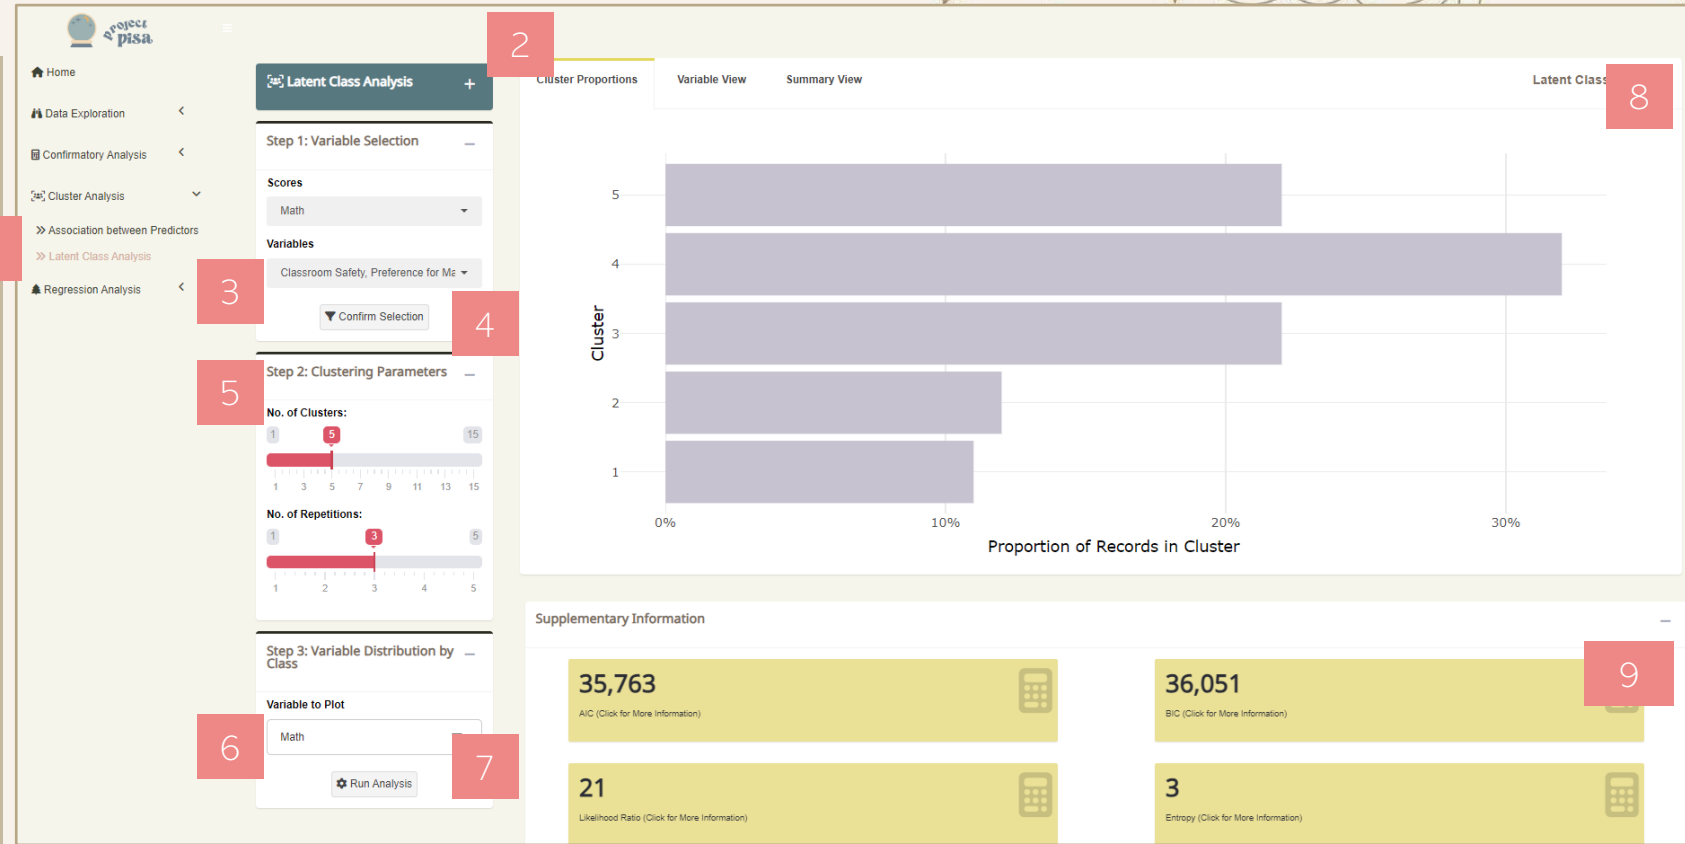 project
pisa
Home
Data Exploration
Confirmatory Analysis
Cluster Analysis
Association between Predictors
Latent Class Analysis
Regression Analysis
2
Latent Class Analysis
Step 1: Variable Selection
Scores
Math
Variables
Classroom Safety, Preference for Ma
3
Confirm Selection
4
5
Step 2: Clustering Parameters
No. of Clusters:
1 5 15
1 3 5 7 9 11 13 15
No. of Repetitions:
1 3 5
1 2 3 4 5
Step 3: Variable Distribution by
Class
Variable to Plot
Math
6
7
Run Analysis
Cluster Proportions Variable View Summary View Latent Class
8
5
4
Cluster
3
2
1
0% 10% 20% 30%
Proportion of Records in Cluster
Supplementary Information
9
35,763
AIC (Click for More Information)
36,051
BIC (Click for More Information)
21
Likelihood Ratio (Click for More Information)
3
Entropy (Click for More Information)